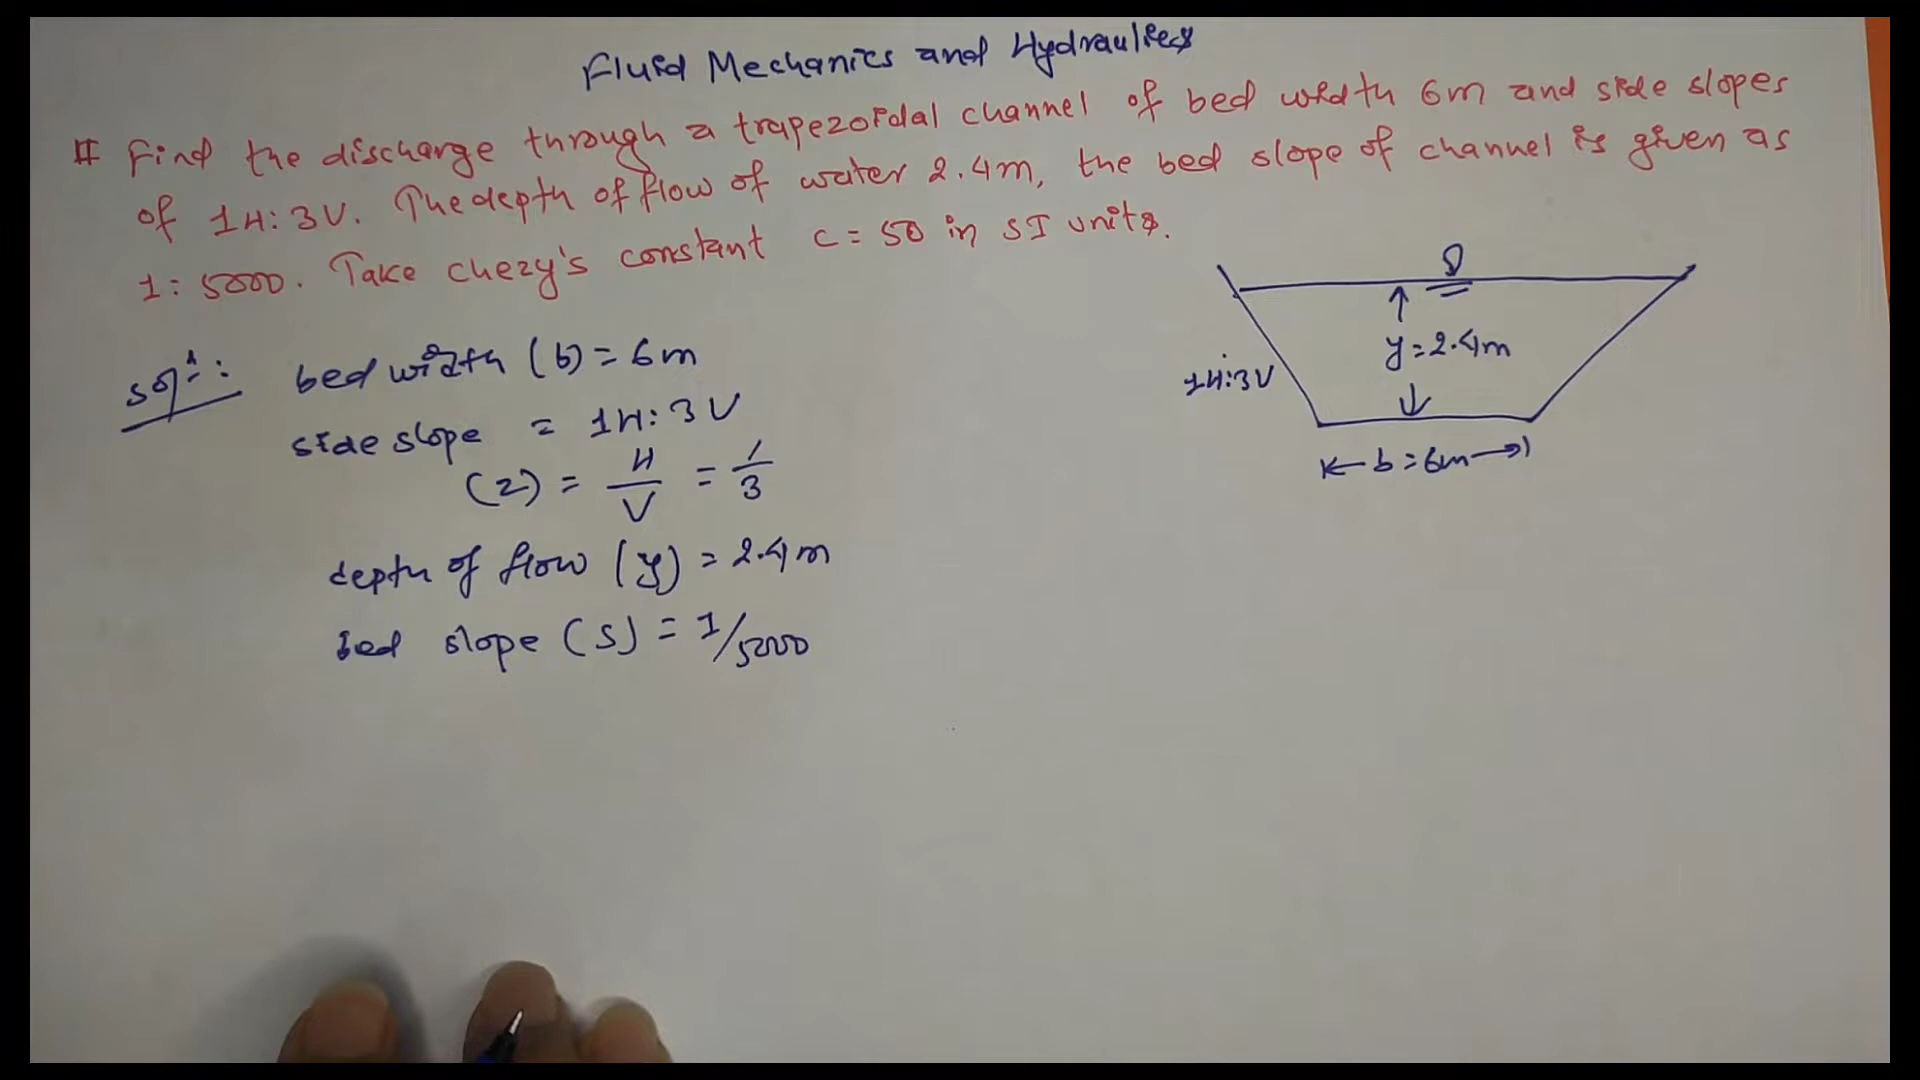 Fluid Mechanics and Hydraulics
# Find the discharge through a trapezoidal channel of bed width 6m and side slopes
of 1H:3V. The depth of flow of water 2.4m, the bed slope of channel is given as
1:5000. Take chezy's constant C = 50 in SI units.
solⁿ: bed width (b) = 6m
side slope = 1H:3V
(z) = H/V = 1/3
depth of flow (y) = 2.4m
bed slope (S) = 1/5000
y = 2.4m
1H:3V
b = 6m